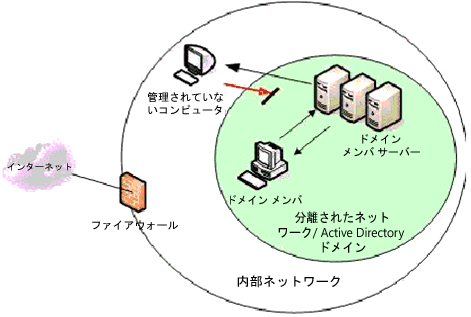 管理されていな
いコンピュータ
ドメイン
メンバ サーバー
インターネット
ドメイン メンバ
ファイアウォール
分離されたネット
ワーク/ Active Directory
ドメイン
内部ネットワーク